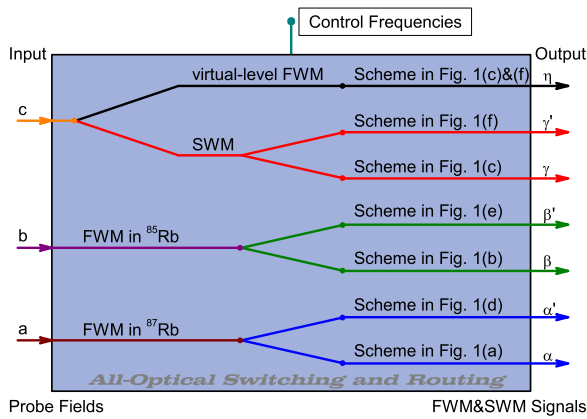 Control Frequencies
Input
Output
virtual-level FWM
Scheme in Fig. 1(c)&(f)
η
c
Scheme in Fig. 1(f)
γ'
SWM
Scheme in Fig. 1(c)
γ
b
FWM in ⁸⁵Rb
Scheme in Fig. 1(e)
β'
Scheme in Fig. 1(b)
β
a
FWM in ⁸⁷Rb
Scheme in Fig. 1(d)
α'
Scheme in Fig. 1(a)
α
All-Optical Switching and Routing
Probe Fields
FWM&SWM Signals